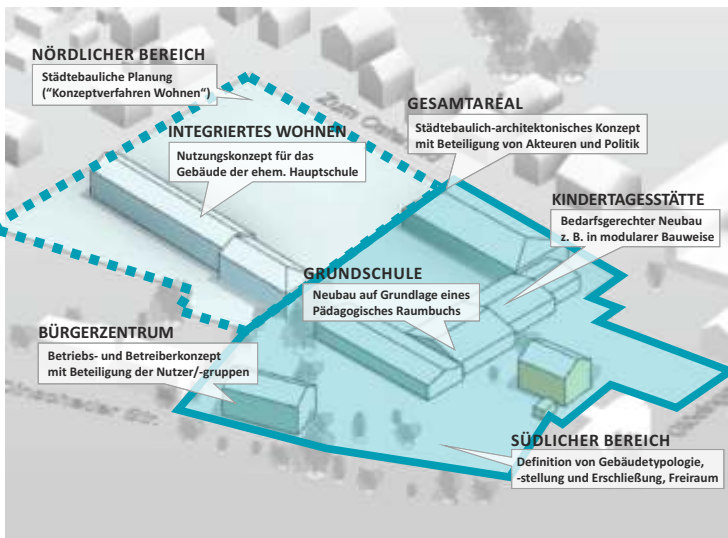 NÖRDLICHER BEREICH
Städtebauliche Planung
("Konzeptverfahren Wohnen")
GESAMTAREAL
Städtebaulich-architektonisches Konzept
mit Beteiligung von Akteuren und Politik
INTEGRIERTES WOHNEN
Nutzungskonzept für das
Gebäude der ehem. Hauptschule
KINDERTAGESSTÄTTE
Bedarfsgerechter Neubau
z. B. in modularer Bauweise
GRUNDSCHULE
Neubau auf Grundlage eines
Pädagogisches Raumbuchs
BÜRGERZENTRUM
Betriebs- und Betreiberkonzept
mit Beteiligung der Nutzer/-gruppen
SÜDLICHER BEREICH
Definition von Gebäudetypologie,
-stellung und Erschließung, Freiraum
Zum
Str.